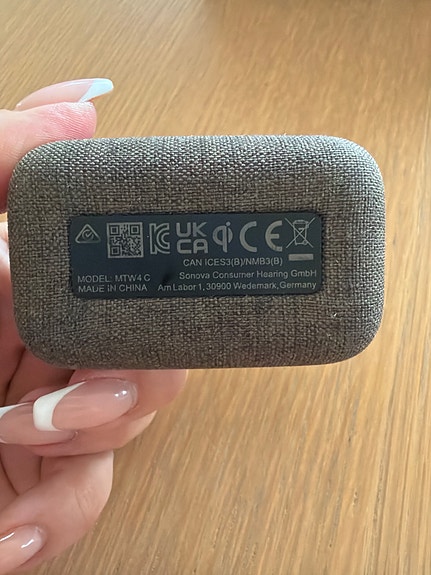 UK
CA CE
CAN ICES3(B)/NMB3(B)
MODEL: MTW4 C Sonova Consumer Hearing GmbH
MADE IN CHINA Am Labor 1, 30900 Wedemark, Germany